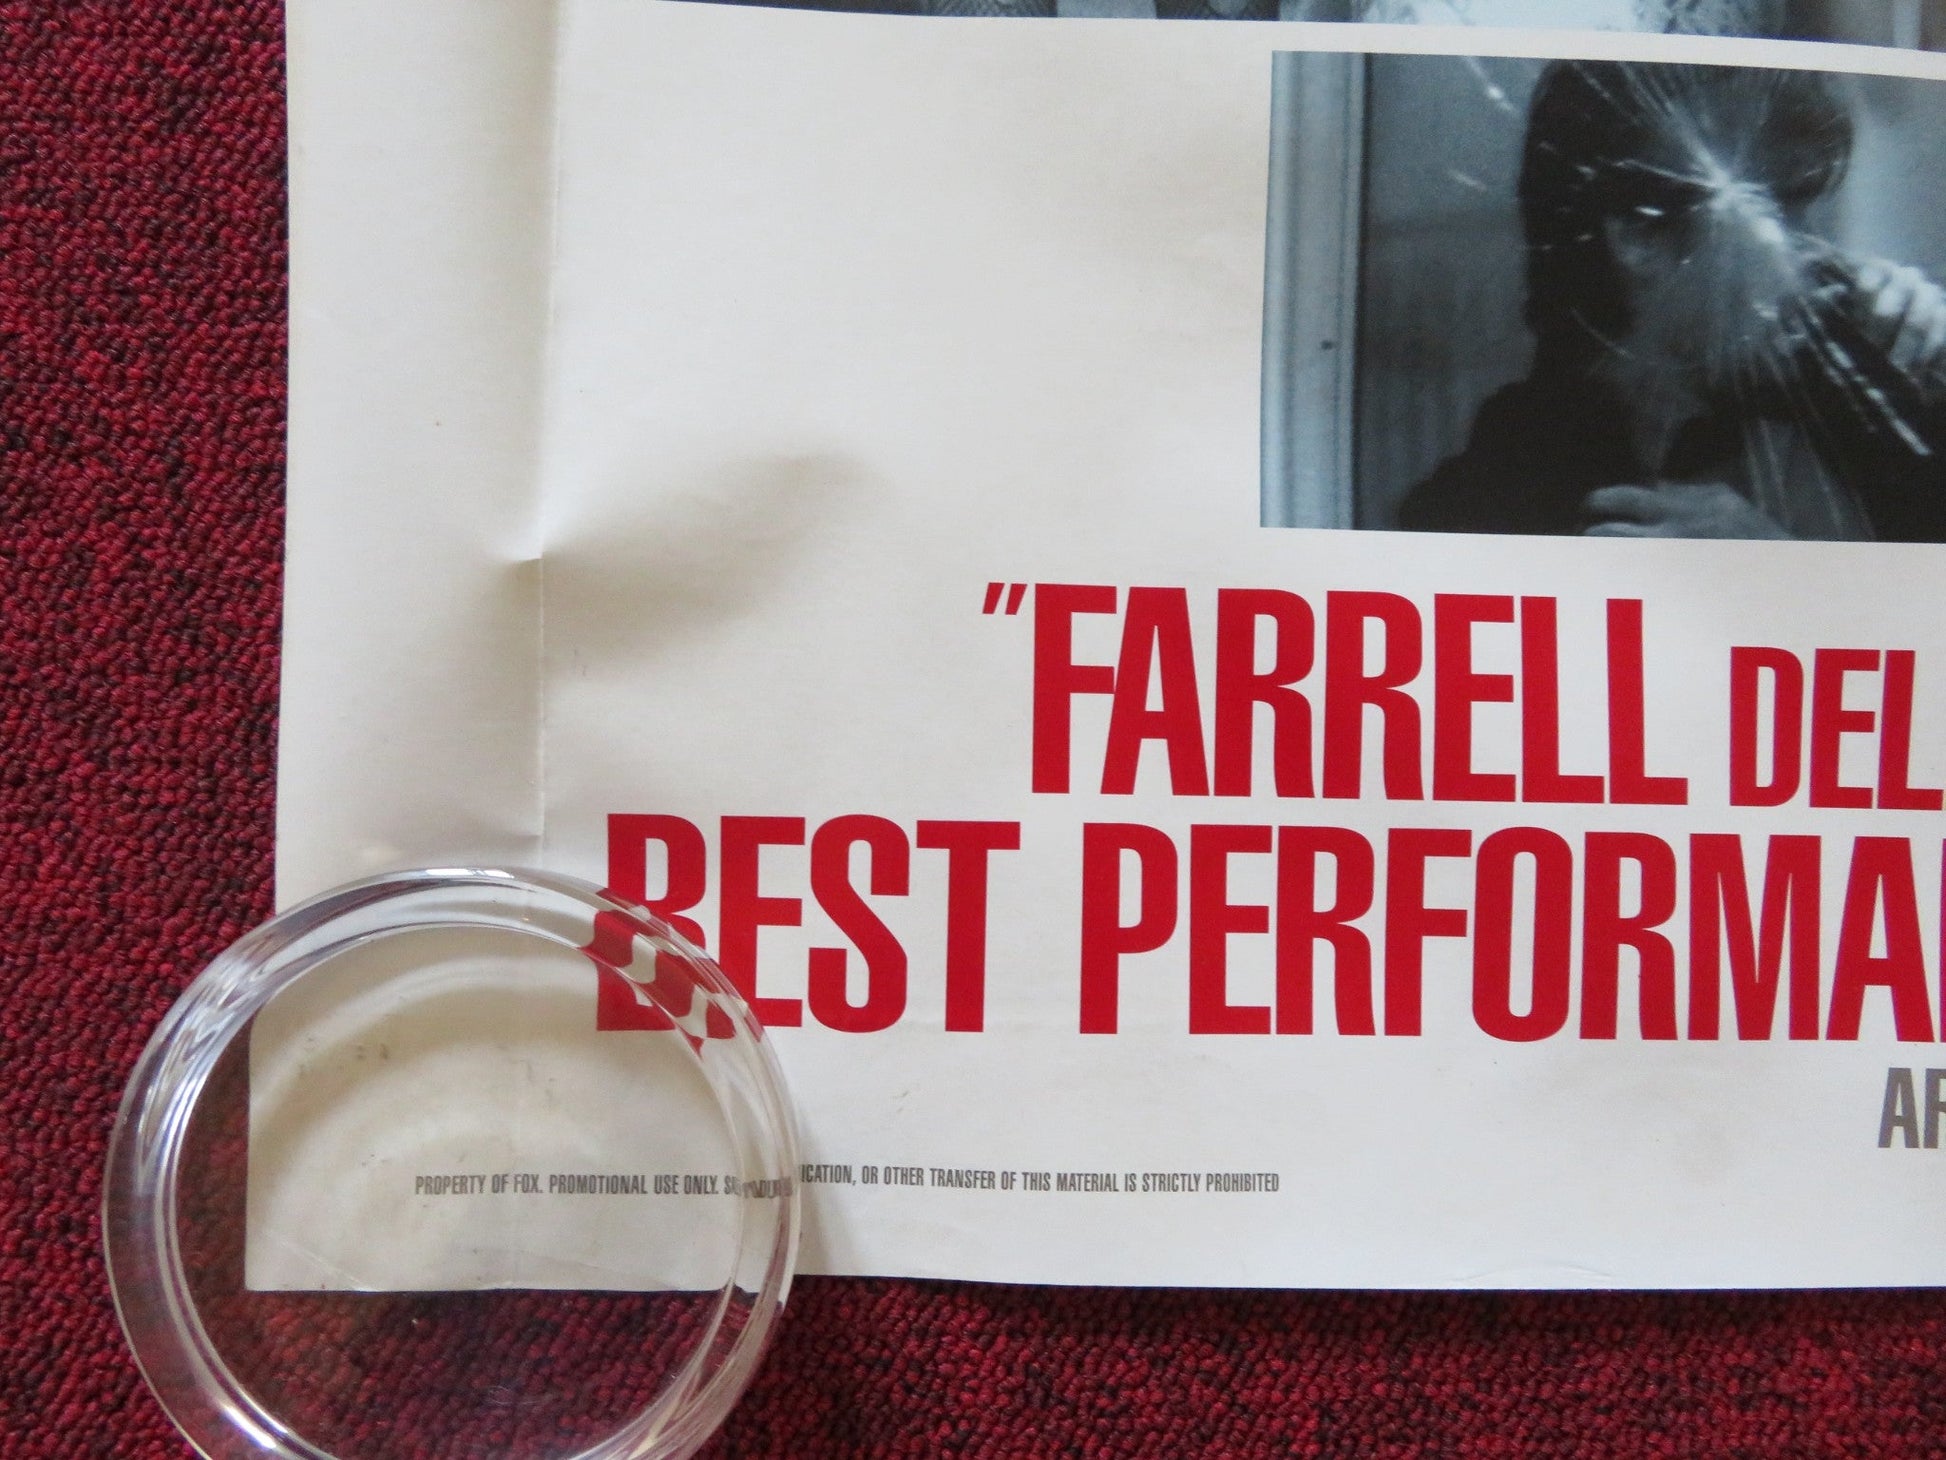 "FARRELL DEL
BEST PERFORMA
AR
PROPERTY OF FOX. PROMOTIONAL USE ONLY. ICATION, OR OTHER TRANSFER OF THIS MATERIAL IS STRICTLY PROHIBITED